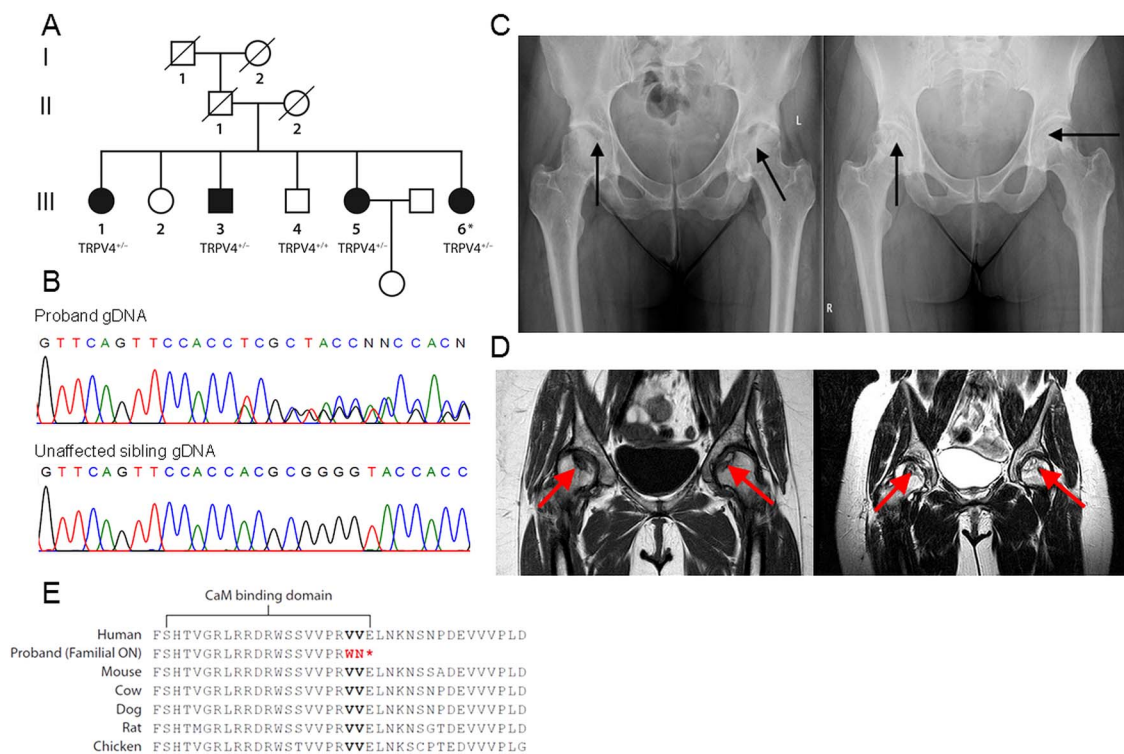 A
I
1
2
II
1
2
III
1
2
3
4
5
6*
TRPV4+/-
TRPV4+/-
TRPV4+/+
TRPV4+/-
TRPV4+/-
B
Proband gDNA
G T T C A G T T C C A C C T C G C T A C C N N C C A C N
Unaffected sibling gDNA
G T T C A G T T C C A C C A C G C G G G G T A C C A C C
C
L
R
D
E
CaM binding domain
Human FSHTVGRLRRDRWSSVVPRVVELNKNSNPDEVVVPLD
Proband (Familial ON) FSHTVGRLRRDRWSSVVPRWN*
Mouse FSHTVGRLRRDRWSSVVPRVVELNKNSSADEVVVPLD
Cow FSHTVGRLRRDRWSSVVPRVVELNKNSNPDEVVVPLD
Dog FSHTVGRLRRDRWSSVVPRVVELNKNSNPDEVVVPLD
Rat FSHTMGRLRRDRWSSVVPRVVELNKNSGTDEVVVPLD
Chicken FSHTVGRLRRDRWSTVVPRVVELNKSCPTEDVVVPLG